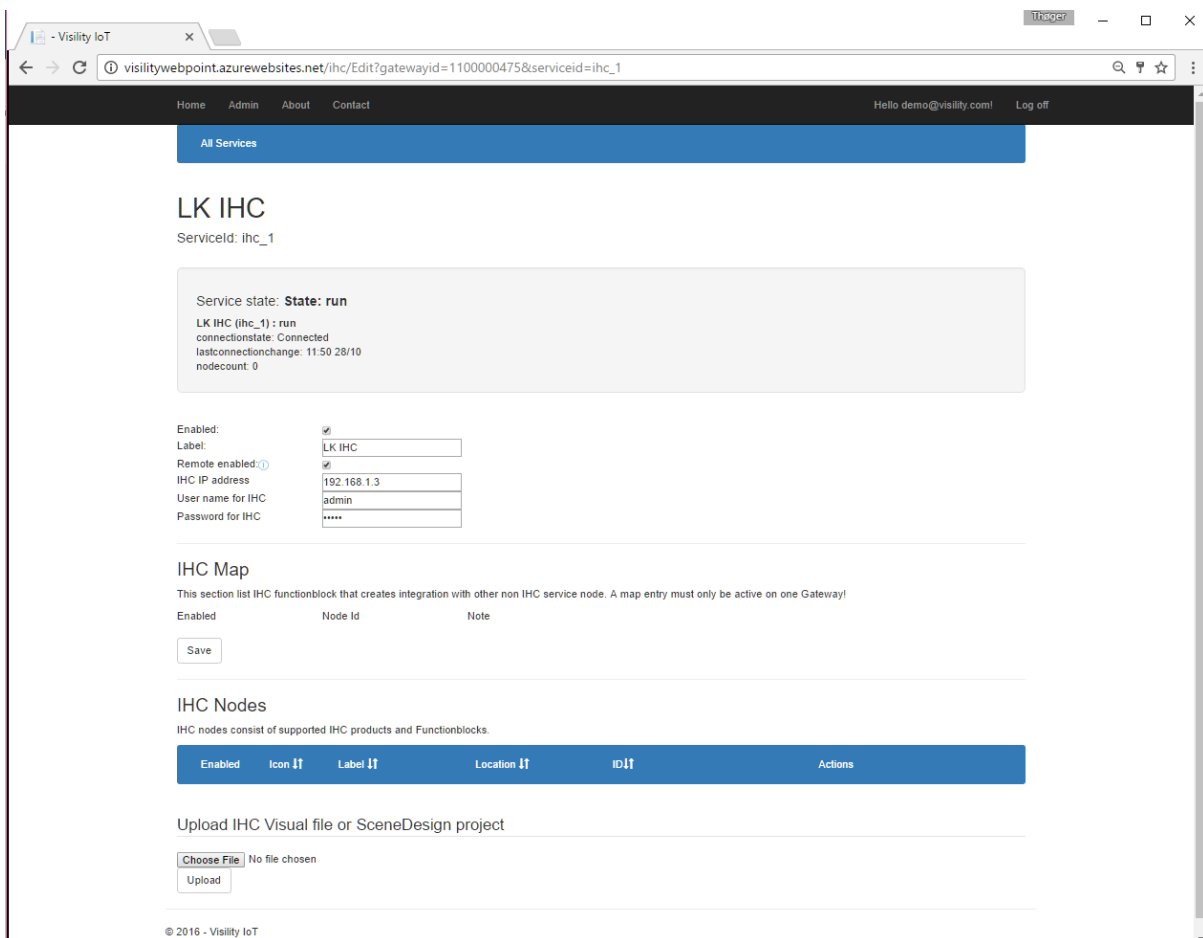 Thøger
- Visility IoT
visilitywebpoint.azurewebsites.net/ihc/Edit?gatewayid=1100000475&serviceid=ihc_1
Home Admin About Contact Hello demo@visility.com! Log off
All Services
LK IHC
ServiceId: ihc_1
Service state: State: run
LK IHC (ihc_1) : run
connectionstate: Connected
lastconnectionchange: 11:50 28/10
nodecount: 0
Enabled:
Label: LK IHC
Remote enabled:
IHC IP address 192.168.1.3
User name for IHC admin
Password for IHC •••••
IHC Map
This section list IHC functionblock that creates integration with other non IHC service node. A map entry must only be active on one Gateway!
Enabled Node Id Note
Save
IHC Nodes
IHC nodes consist of supported IHC products and Functionblocks.
Enabled Icon Label Location ID Actions
Upload IHC Visual file or SceneDesign project
Choose File No file chosen
Upload
© 2016 - Visility IoT